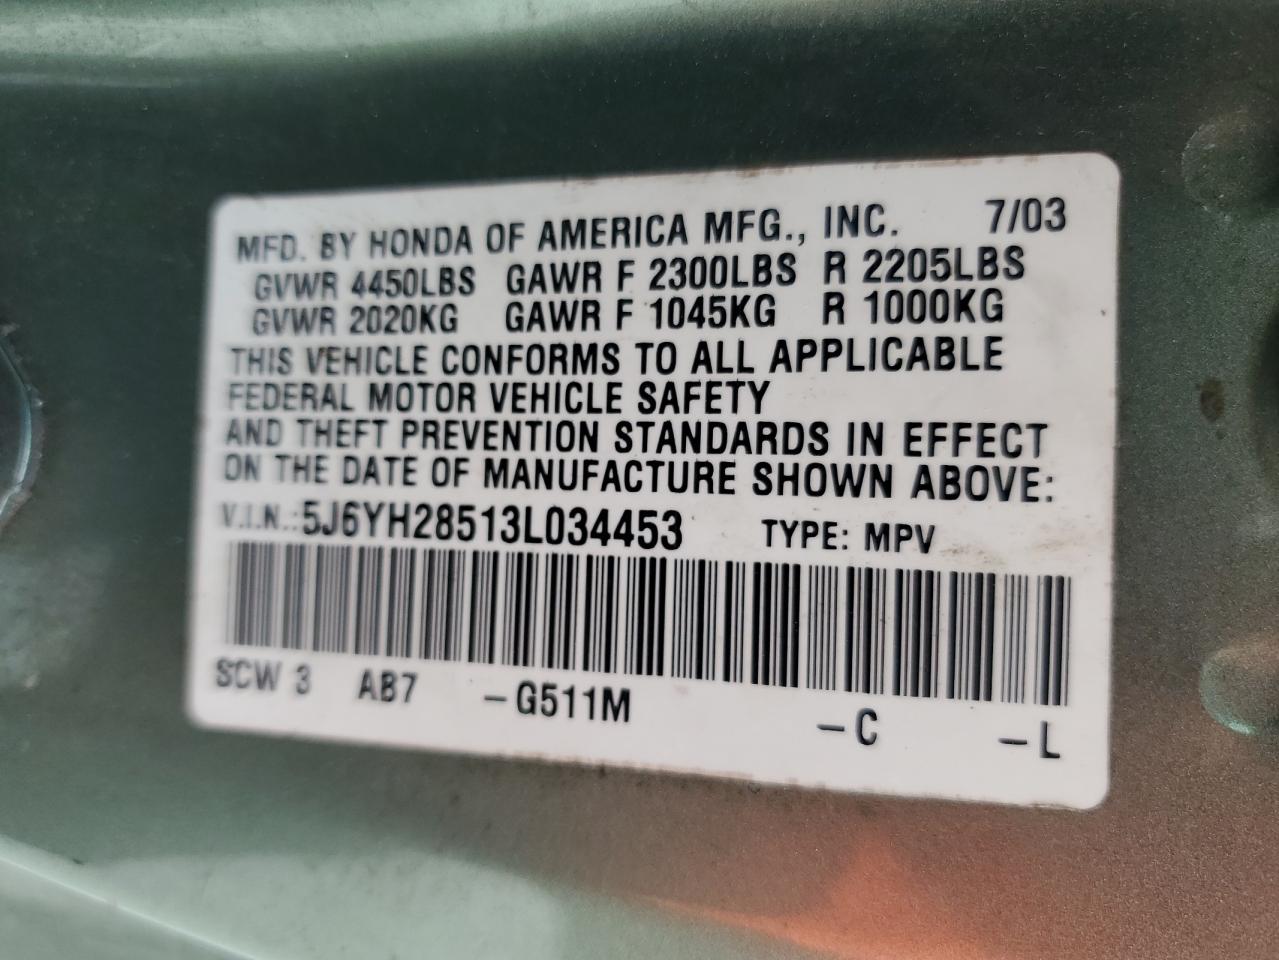 MFD. BY HONDA OF AMERICA MFG., INC. 7/03
GVWR 4450LBS GAWR F 2300LBS R 2205LBS
GVWR 2020KG GAWR F 1045KG R 1000KG
THIS VEHICLE CONFORMS TO ALL APPLICABLE
FEDERAL MOTOR VEHICLE SAFETY
AND THEFT PREVENTION STANDARDS IN EFFECT
ON THE DATE OF MANUFACTURE SHOWN ABOVE:
V.I.N.: 5J6YH28513L034453 TYPE: MPV
SCW 3 AB7 -G511M -C -L